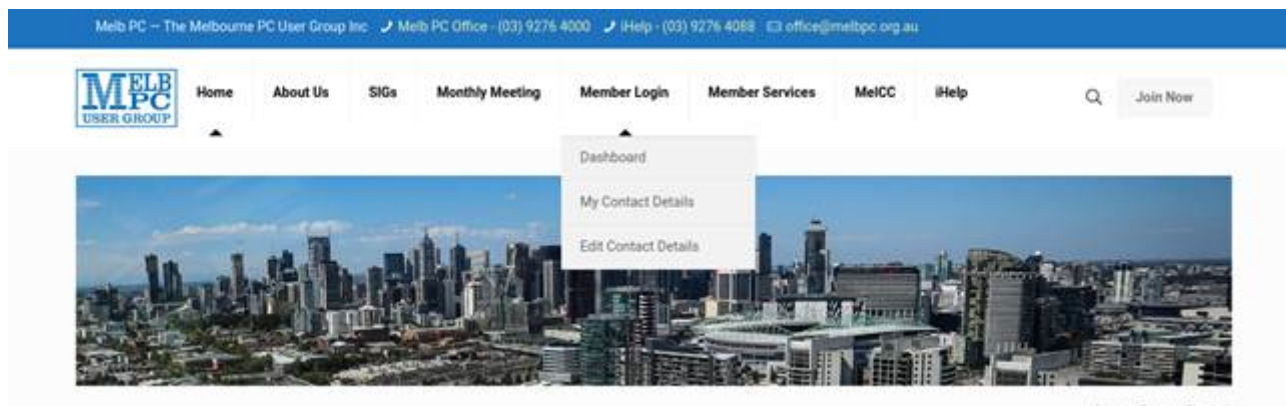 Melb PC — The Melbourne PC User Group Inc Melb PC Office - (03) 9276 4000 iHelp - (03) 9276 4088 office@melbpc.org.au
MELB PC USER GROUP
Home About Us SIGs Monthly Meeting Member Login Member Services MelCC iHelp Join Now
Dashboard
My Contact Details
Edit Contact Details